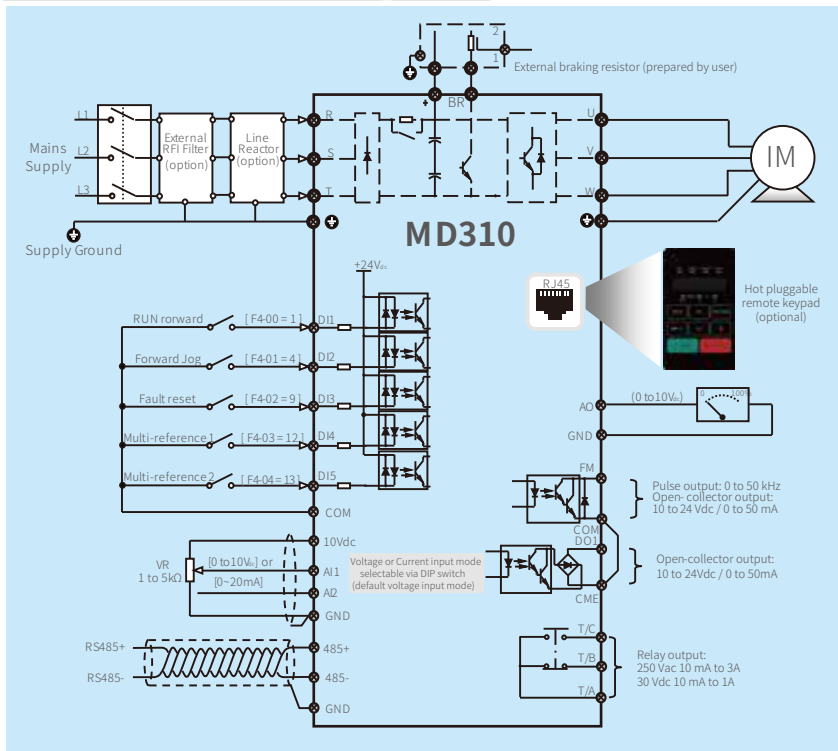 2
1
External braking resistor (prepared by user)
+
BR
L1
L2
L3
Mains
Supply
External
RFI Filter
(option)
Line
Reactor
(option)
R
S
T
U
V
W
IM
Supply Ground
MD310
+24Vdc
RJ45
Hot pluggable
remote keypad
(optional)
RUN rorward
[ F4-00 = 1 ]
DI1
Forward Jog
[ F4-01 = 4 ]
DI2
Fault reset
[ F4-02 = 9 ]
DI3
Multi-reference 1
[ F4-03 = 12 ]
DI4
Multi-reference 2
[ F4-04 = 13 ]
DI5
COM
AO
(0 to10Vdc)
0
100%
GND
FM
Pulse output: 0 to 50 kHz
Open- collector output:
10 to 24 Vdc / 0 to 50 mA
COM
DO1
Open-collector output:
10 to 24Vdc / 0 to 50mA
CME
10Vdc
VR
1 to 5kΩ
[0 to10Vdc] or
AI1
[0~20mA]
AI2
GND
Voltage or Current input mode
selectable via DIP switch
(default voltage input mode)
T/C
T/B
T/A
Relay output:
250 Vac 10 mA to 3A
30 Vdc 10 mA to 1A
RS485+
485+
RS485-
485-
GND